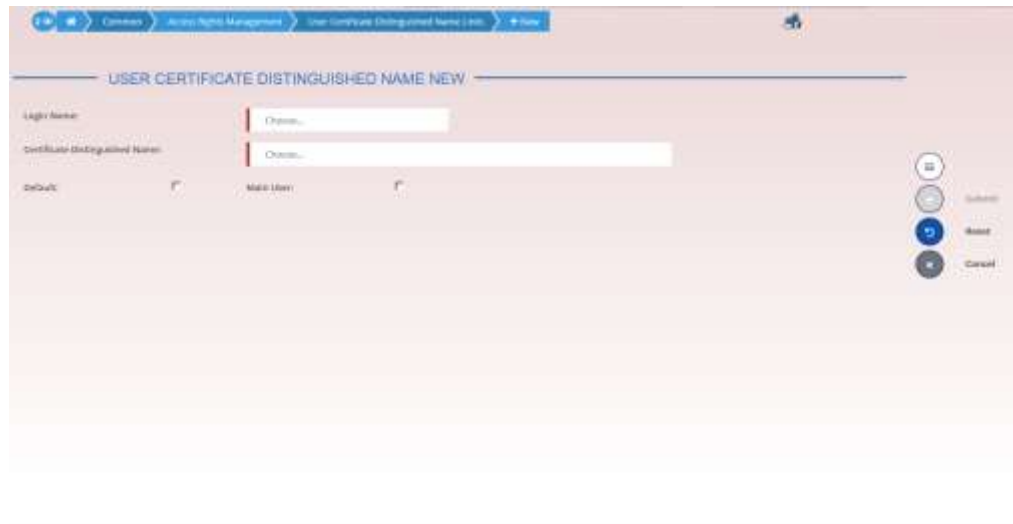 Common
Access Rights Management
User Certificate Distinguished Name Links
+ New
USER CERTIFICATE DISTINGUISHED NAME NEW
Login Name:
Choose...
Certificate Distinguished Name:
Choose...
Default:
Main User:
Submit
Reset
Cancel